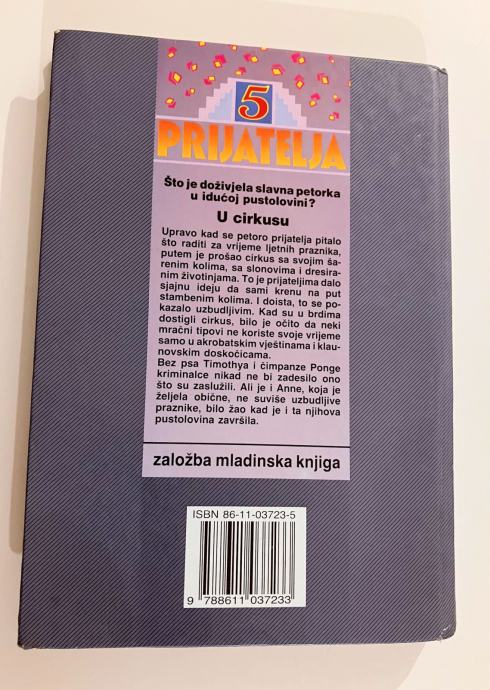 5
PRIJATELJA
Što je doživjela slavna petorka
u idućoj pustolovini?
U cirkusu
Upravo kad se petoro prijatelja pitalo
što raditi za vrijeme ljetnih praznika,
putem je prošao cirkus sa svojim ša-
renim kolima, sa slonovima i dresira-
nim životinjama. To je prijateljima dalo
sjajnu ideju da sami krenu na put
stambenim kolima. I doista, to se po-
kazalo uzbudljivim. Kad su u brdima
dostigli cirkus, bilo je očito da neki
mračni tipovi ne koriste svoje vrijeme
samo u akrobatskim vještinama i klau-
novskim doskočicama.
Bez psa Timothya i čimpanze Ponge
kriminalce nikad ne bi zadesilo ono
što su zaslužili. Ali je i Anne, koja je
željela obične, ne suviše uzbudljive
praznike, bilo žao kad je i ta njihova
pustolovina završila.
založba mladinska knjiga
ISBN 86-11-03723-5
9 788611 037233